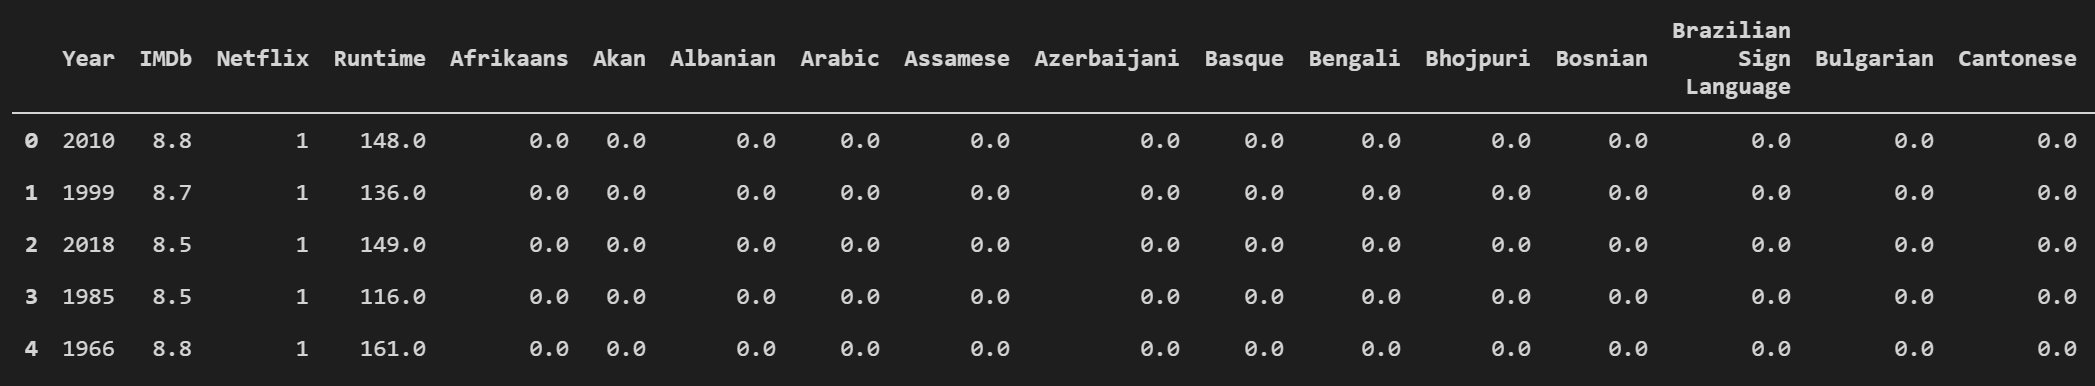 Year IMDb Netflix Runtime Afrikaans Akan Albanian Arabic Assamese Azerbaijani Basque Bengali Bhojpuri Bosnian Brazilian Sign Language Bulgarian Cantonese
0 2010 8.8 1 148.0 0.0 0.0 0.0 0.0 0.0 0.0 0.0 0.0 0.0 0.0 0.0 0.0 0.0
1 1999 8.7 1 136.0 0.0 0.0 0.0 0.0 0.0 0.0 0.0 0.0 0.0 0.0 0.0 0.0 0.0
2 2018 8.5 1 149.0 0.0 0.0 0.0 0.0 0.0 0.0 0.0 0.0 0.0 0.0 0.0 0.0 0.0
3 1985 8.5 1 116.0 0.0 0.0 0.0 0.0 0.0 0.0 0.0 0.0 0.0 0.0 0.0 0.0 0.0
4 1966 8.8 1 161.0 0.0 0.0 0.0 0.0 0.0 0.0 0.0 0.0 0.0 0.0 0.0 0.0 0.0